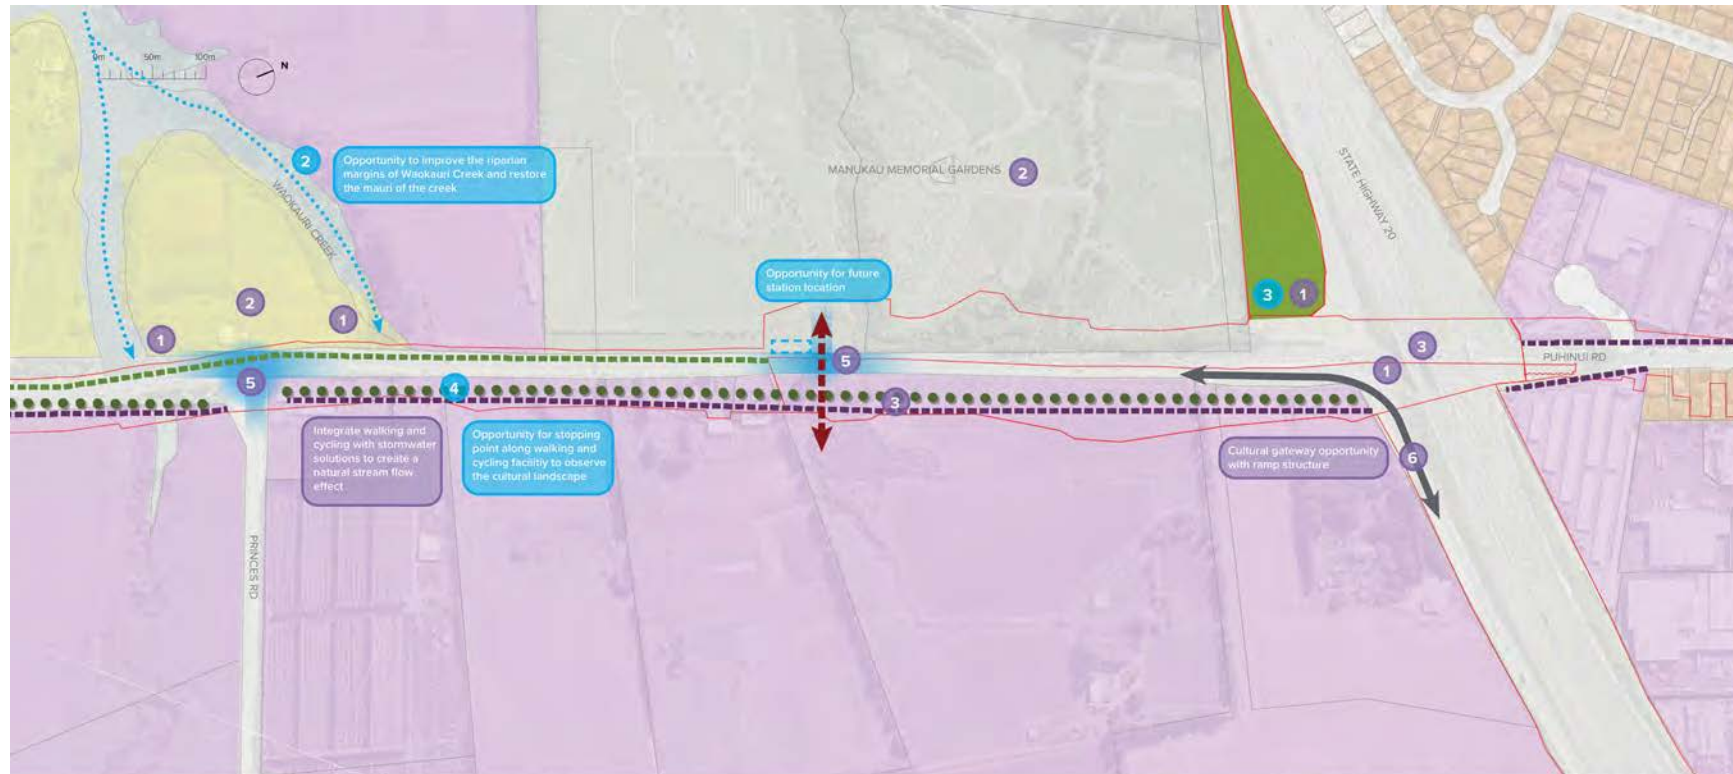 0m 50m 100m
N
2
Opportunity to improve the riparian
margins of Waokauri Creek and restore
the mauri of the creek
WAOKAURI CREEK
MANUKAU MEMORIAL GARDENS
2
STATE HIGHWAY 20
Opportunity for future
station location
3
1
2
1
1
5
5
3
1
PUHINUI RD
4
3
Integrate walking and
cycling with stormwater
solutions to create a
natural stream flow
effect
Opportunity for stopping
point along walking and
cycling facilitiy to observe
the cultural landscape
Cultural gateway opportunity
with ramp structure
6
PRINCES RD